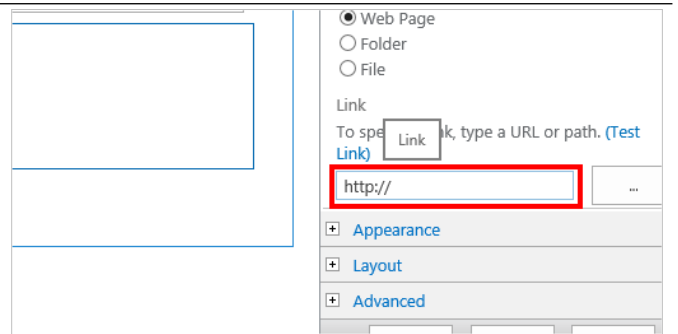 Web Page
Folder
File
Link
To spe k, type a URL or path. (Test
Link)
Link
http://
...
Appearance
Layout
Advanced